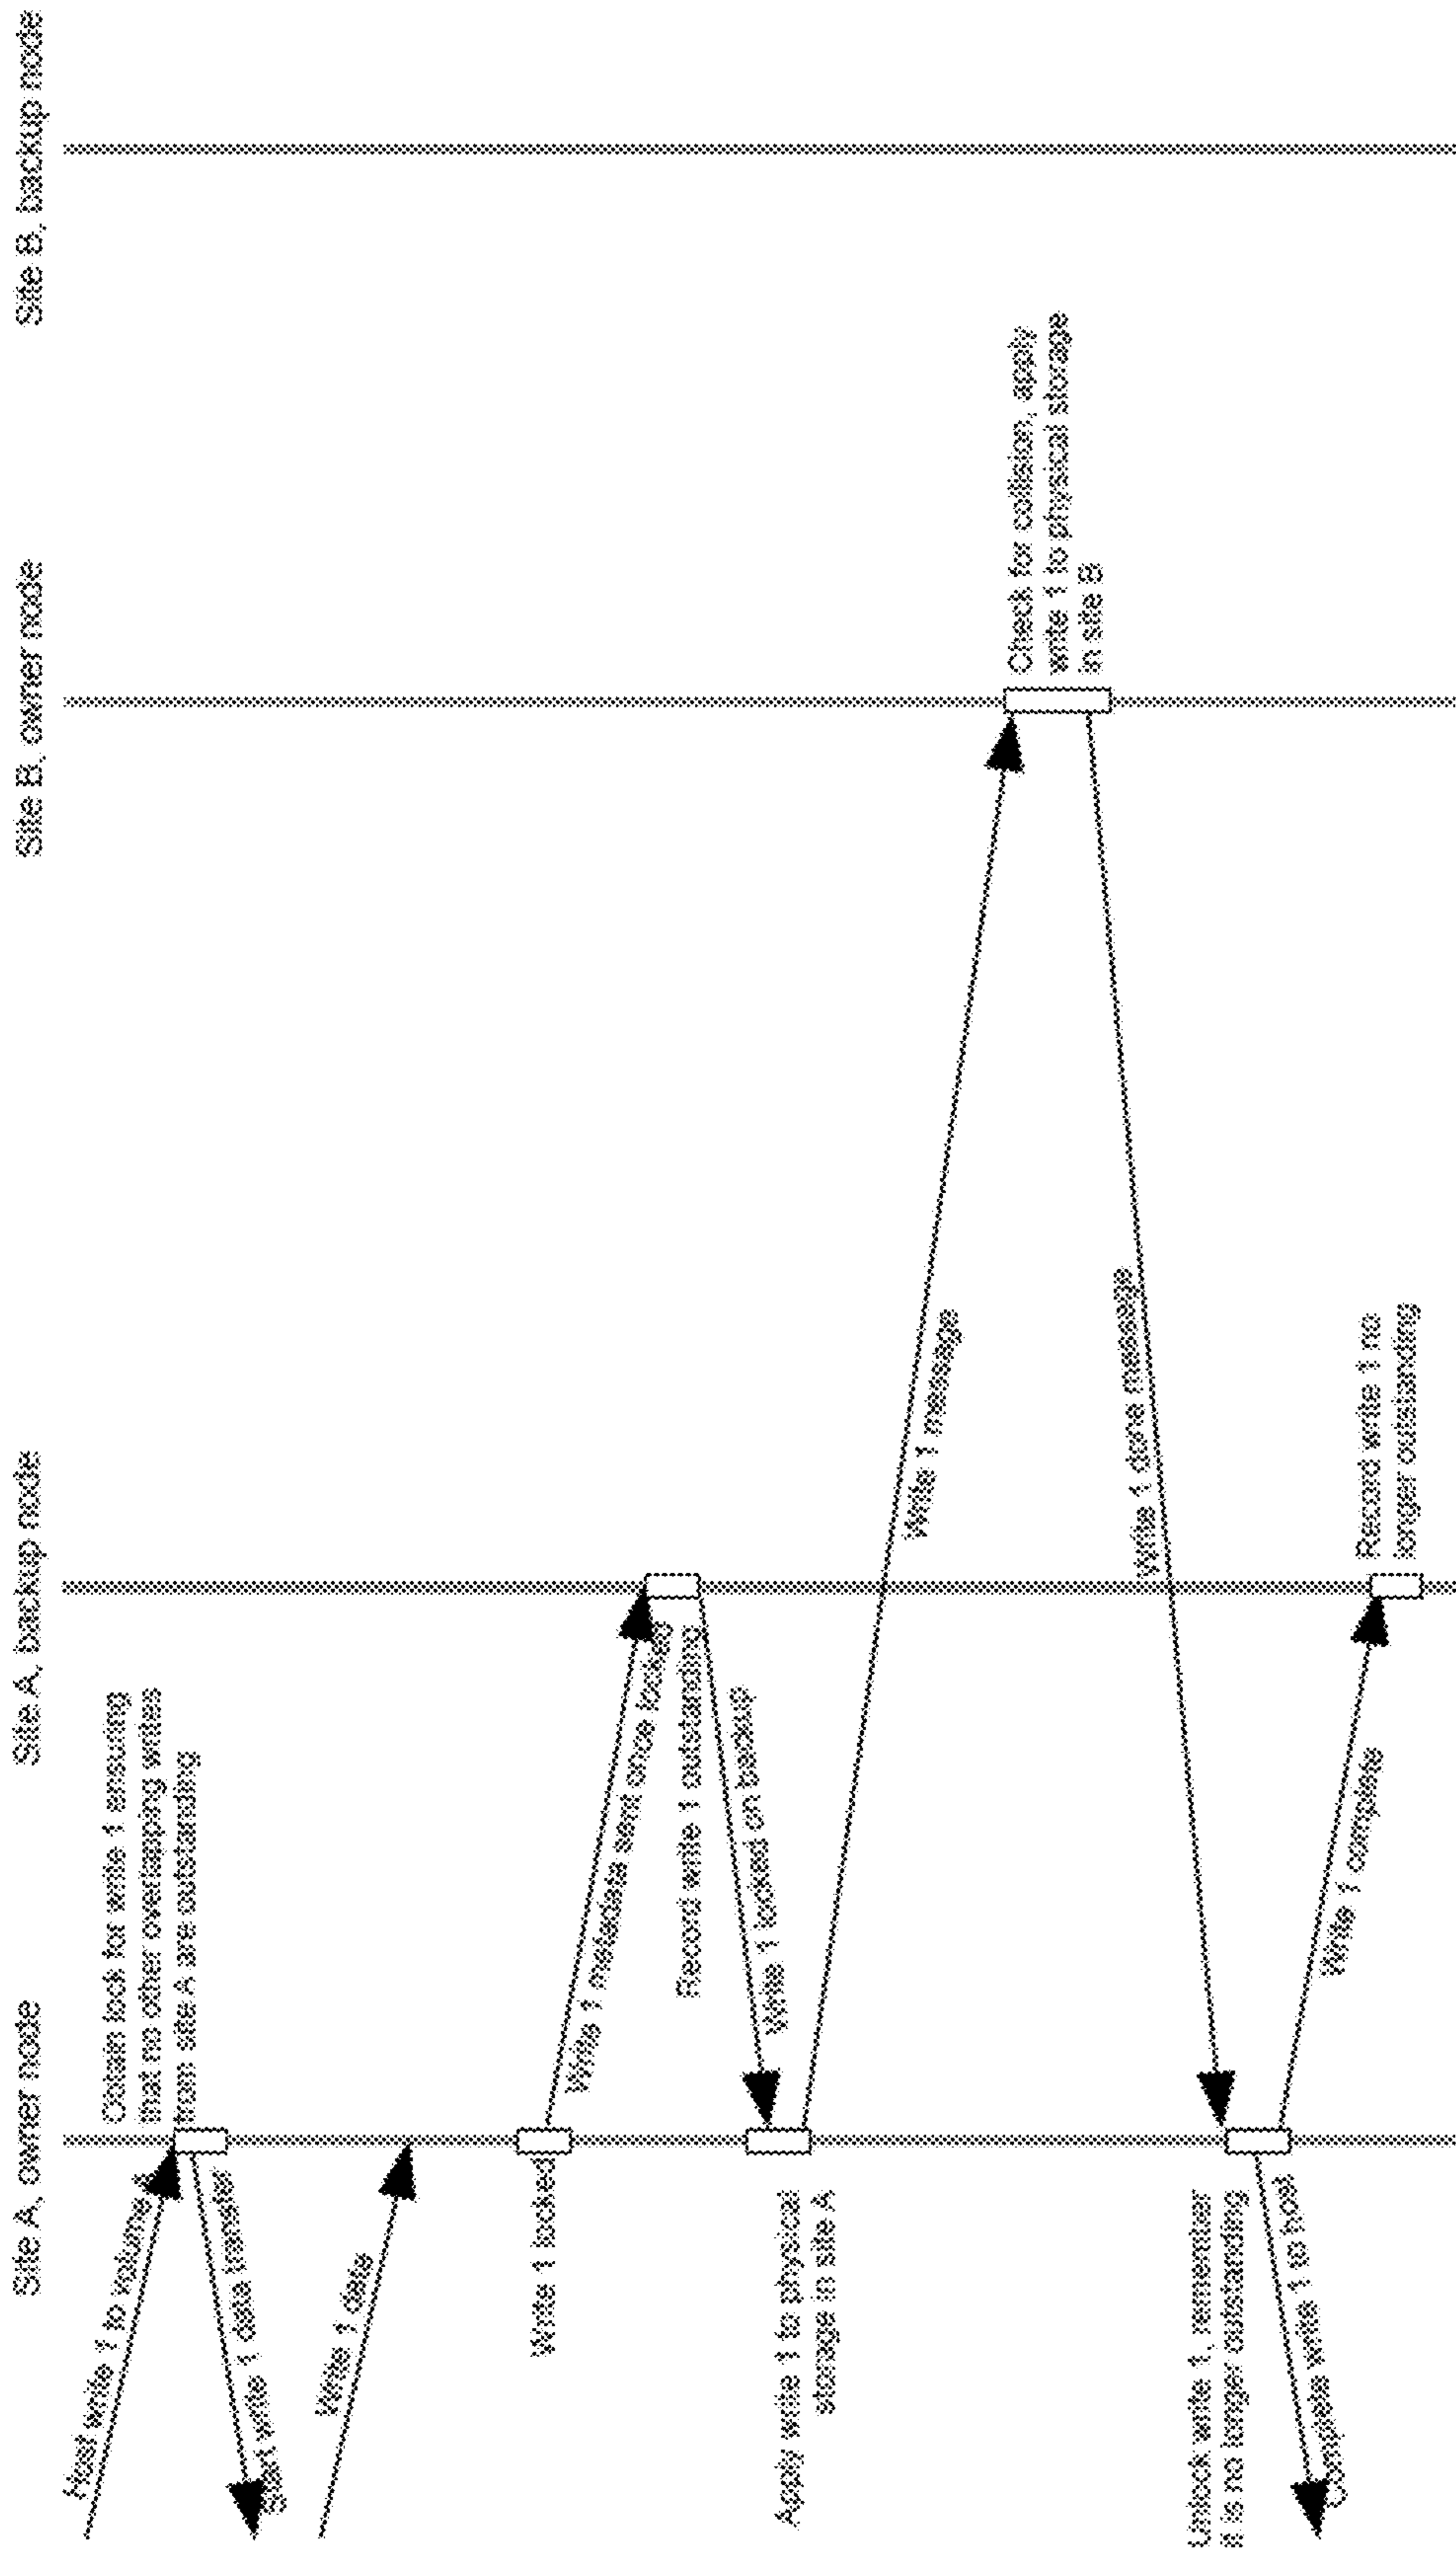 Site A, owner node
Site A, backup node
Site B, owner node
Site B, backup node
Host write 1 to volume A
Obtain lock for write 1 ensuring
that no other overlapping writes
from site A are outstanding
Start write 1 data transfer
Write 1 data
Write 1 locked
Write 1 metadata sent once locked
Record write 1 outstanding
Write 1 locked on backup
Apply write 1 to physical
storage in site A
Write 1 message
Check for collision, apply
write 1 to physical storage
in site B
Write 1 done message
Unlock write 1, remember
it is no longer outstanding
Complete write 1 to host
Write 1 complete
Record write 1 no
longer outstanding